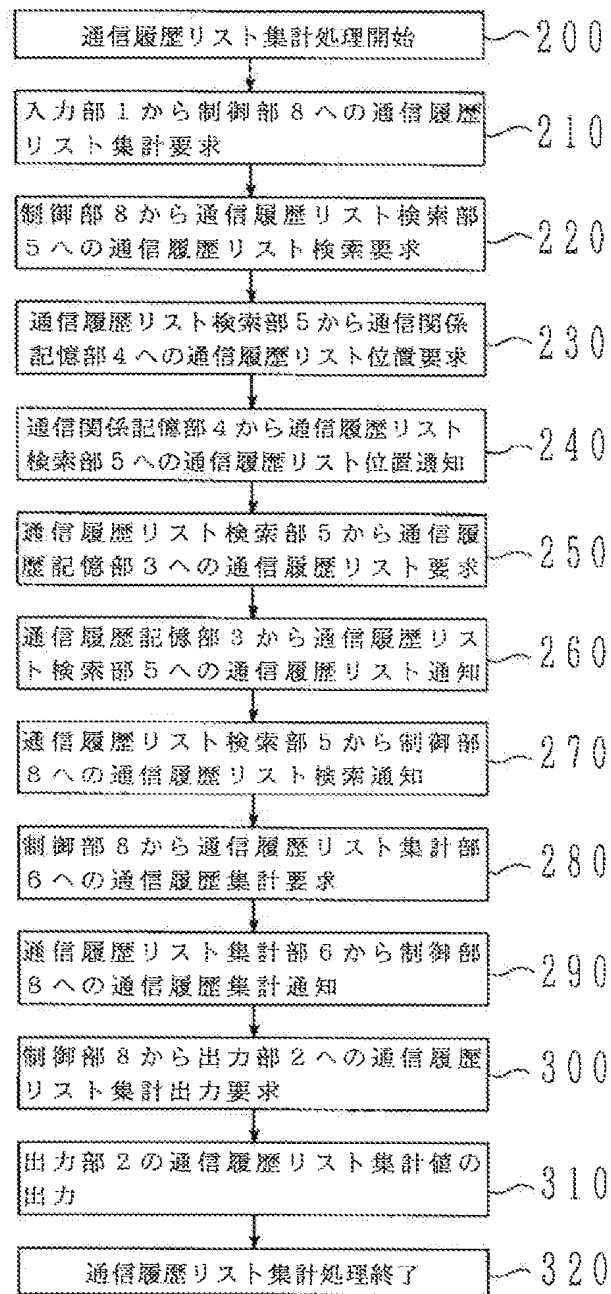 通信履歴リスト集計処理開始
200
入力部1から制御部8への通信履歴
リスト集計要求
210
制御部8から通信履歴リスト検索部
5への通信履歴リスト検索要求
220
通信履歴リスト検索部5から通信関係
記憶部4への通信履歴リスト位置要求
230
通信関係記憶部4から通信履歴リスト
検索部5への通信履歴リスト位置通知
240
通信履歴リスト検索部5から通信履
歴記憶部3への通信履歴リスト要求
250
通信履歴記憶部3から通信履歴リス
ト検索部5への通信履歴リスト通知
260
通信履歴リスト検索部5から制御部
8への通信履歴リスト検索通知
270
制御部8から通信履歴リスト集計部
6への通信履歴集計要求
280
通信履歴リスト集計部6から制御部
8への通信履歴集計通知
290
制御部8から出力部2への通信履歴
リスト集計出力要求
300
出力部2の通信履歴リスト集計値の
出力
310
通信履歴リスト集計処理終了
320